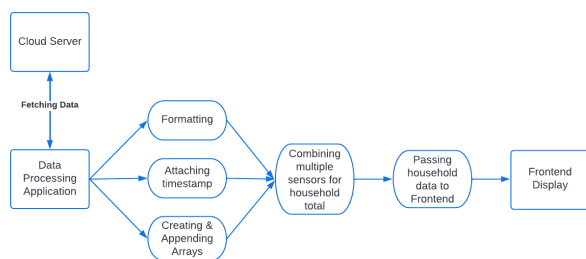 Cloud Server
Fetching Data
Data
Processing
Application
Formatting
Attaching
timestamp
Creating &
Appending
Arrays
Combining
multiple
sensors for
household
total
Passing
household
data to
Frontend
Frontend
Display